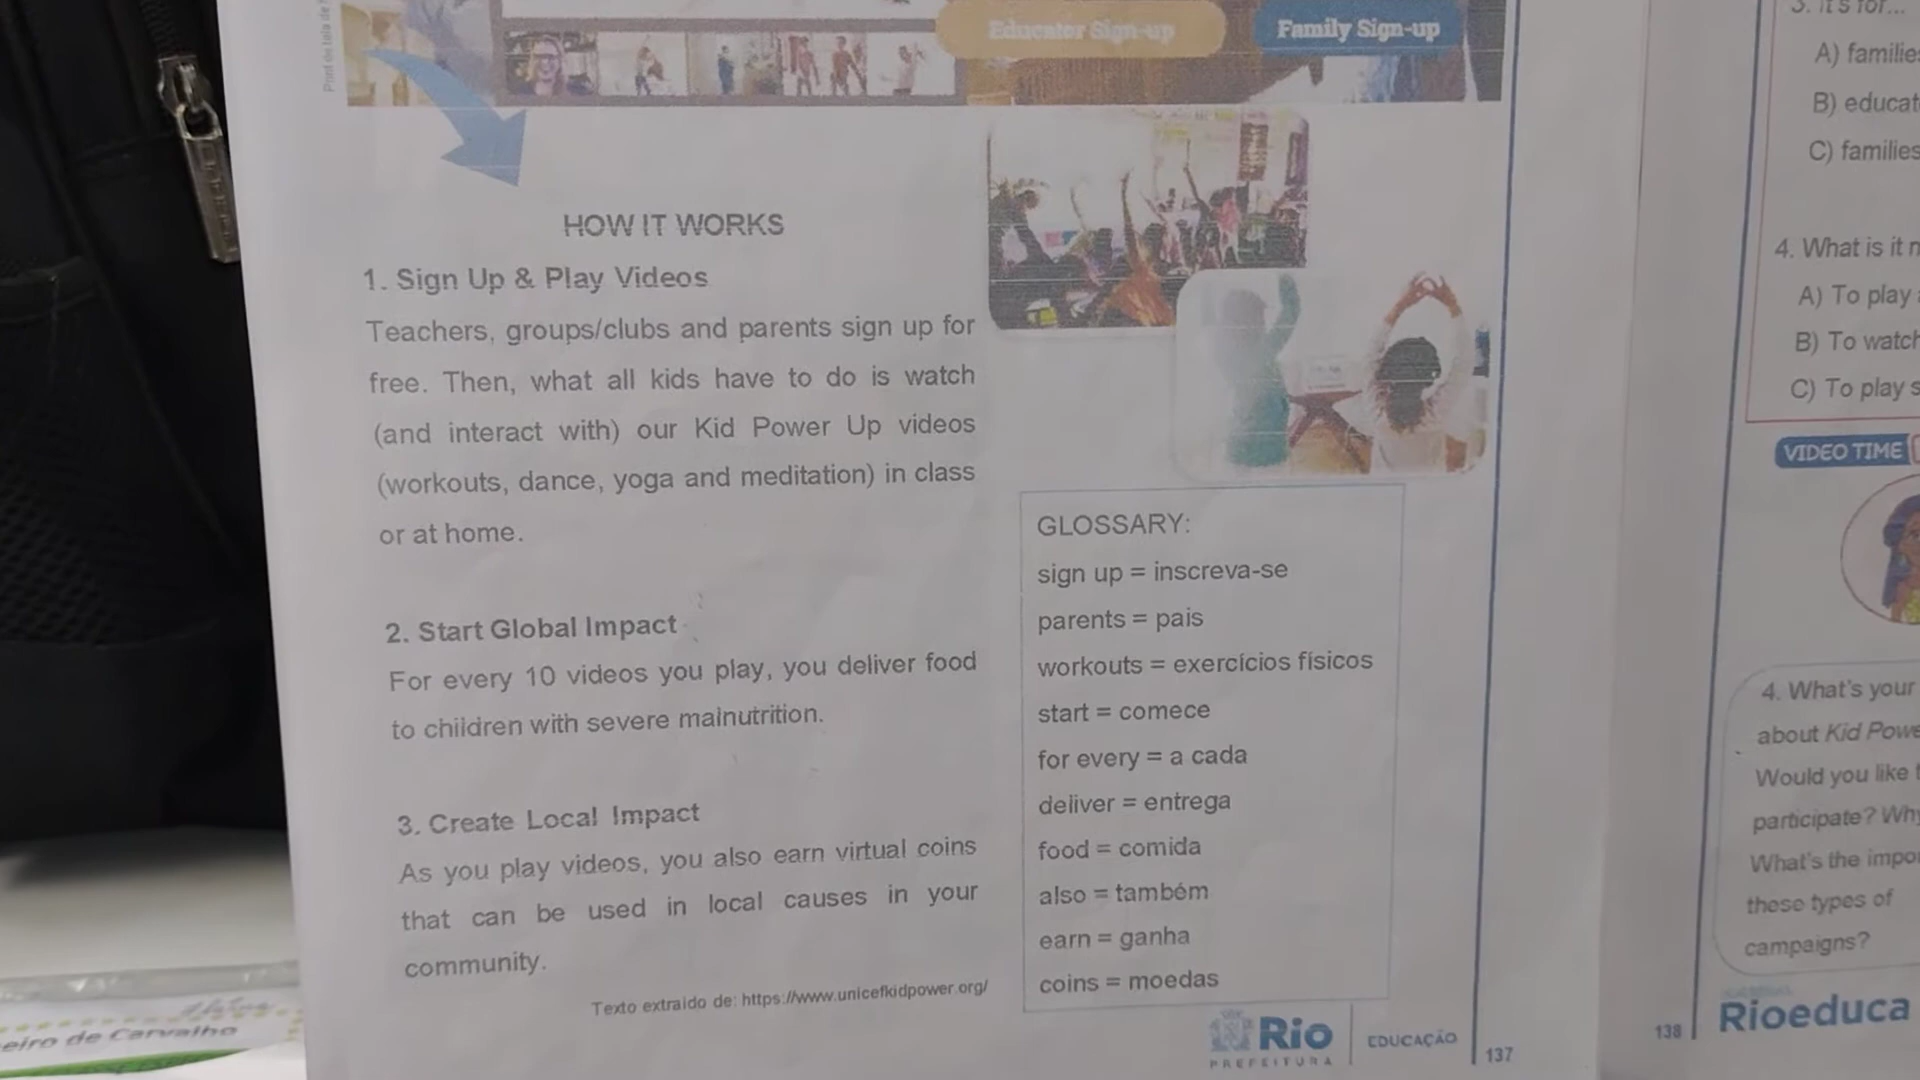 Educator Sign-up
Family Sign-up
HOW IT WORKS
1. Sign Up & Play Videos
Teachers, groups/clubs and parents sign up for
free. Then, what all kids have to do is watch
(and interact with) our Kid Power Up videos
(workouts, dance, yoga and meditation) in class
or at home.
2. Start Global Impact
For every 10 videos you play, you deliver food
to children with severe malnutrition.
3. Create Local Impact
As you play videos, you also earn virtual coins
that can be used in local causes in your
community.
Texto extraído de: https://www.unicefkidpower.org/
GLOSSARY:
sign up = inscreva-se
parents = pais
workouts = exercícios físicos
start = comece
for every = a cada
deliver = entrega
food = comida
also = também
earn = ganha
coins = moedas
Rio
PREFEITURA
EDUCAÇÃO
137
3. It's for...
A) familie
B) educat
C) families
4. What is it
A) To play
B) To watch
C) To play s
VIDEO TIME
4. What's your
about Kid Powe
Would you like
participate? Why
What's the impor
these types of
campaigns?
138
Rioeduca
eiro de Carvalho